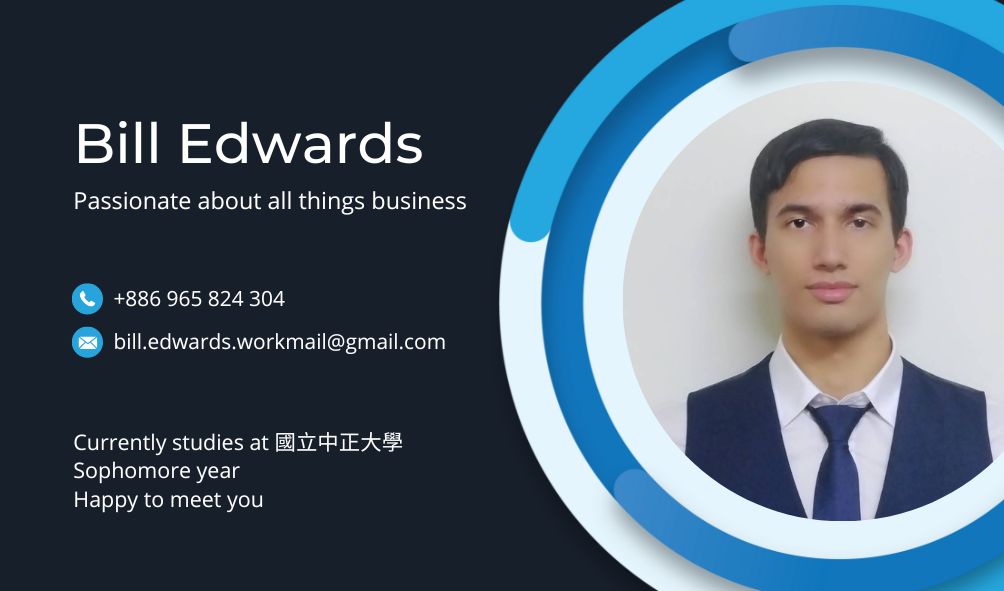 Bill Edwards
Passionate about all things business
+886 965 824 304
bill.edwards.workmail@gmail.com
Currently studies at 國立中正大學
Sophomore year
Happy to meet you